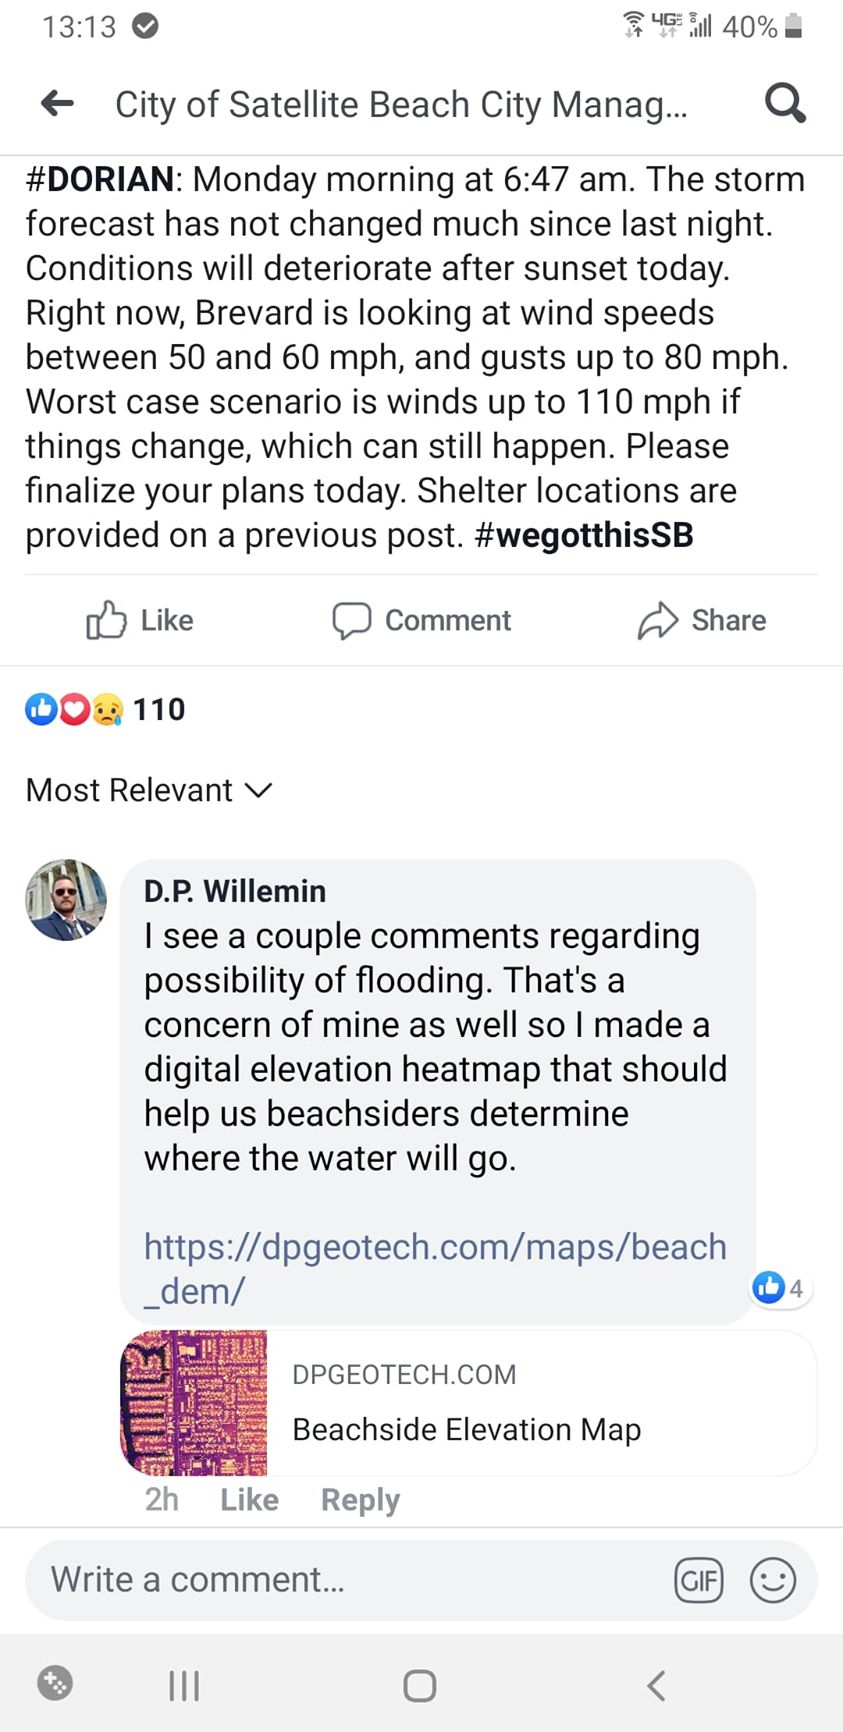 13:13
4G 40%
City of Satellite Beach City Manag...
#DORIAN: Monday morning at 6:47 am. The storm
forecast has not changed much since last night.
Conditions will deteriorate after sunset today.
Right now, Brevard is looking at wind speeds
between 50 and 60 mph, and gusts up to 80 mph.
Worst case scenario is winds up to 110 mph if
things change, which can still happen. Please
finalize your plans today. Shelter locations are
provided on a previous post. #wegotthisSB
Like Comment Share
110
Most Relevant
D.P. Willemin
I see a couple comments regarding
possibility of flooding. That's a
concern of mine as well so I made a
digital elevation heatmap that should
help us beachsiders determine
where the water will go.
https://dpgeotech.com/maps/beach
_dem/
4
DPGEOTECH.COM
Beachside Elevation Map
2h Like Reply
Write a comment...
GIF